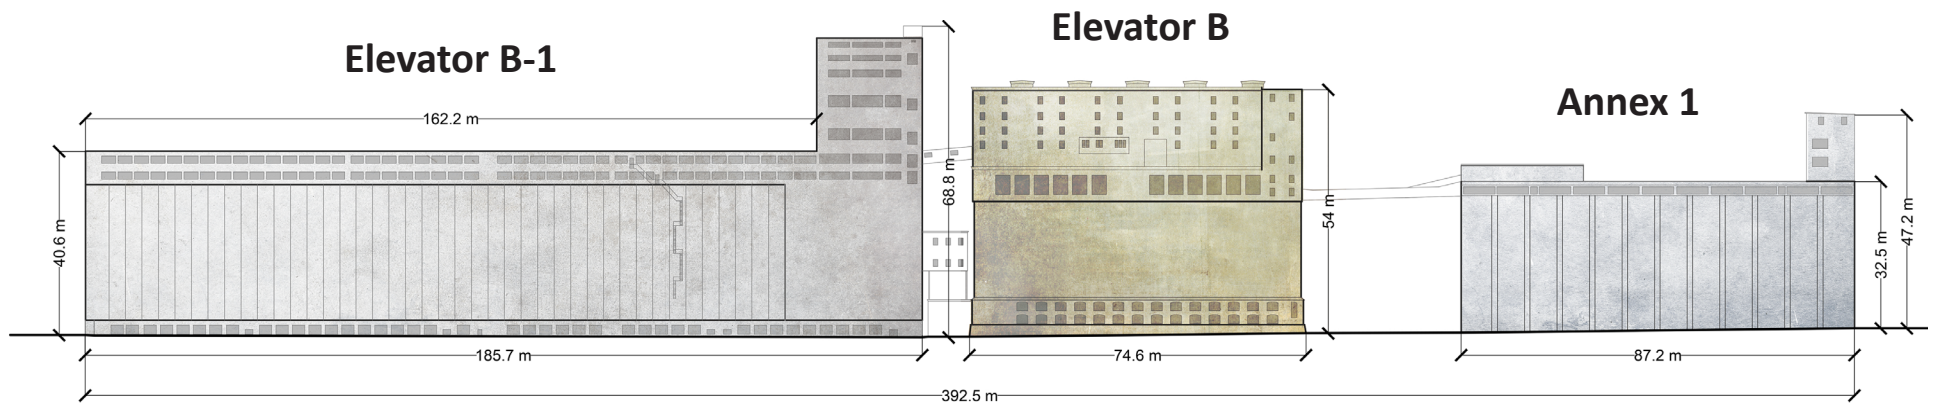 Elevator B-1
Elevator B
Annex 1
162.2 m
40.6 m
68.8 m
54 m
32.5 m
47.2 m
185.7 m
74.6 m
87.2 m
392.5 m